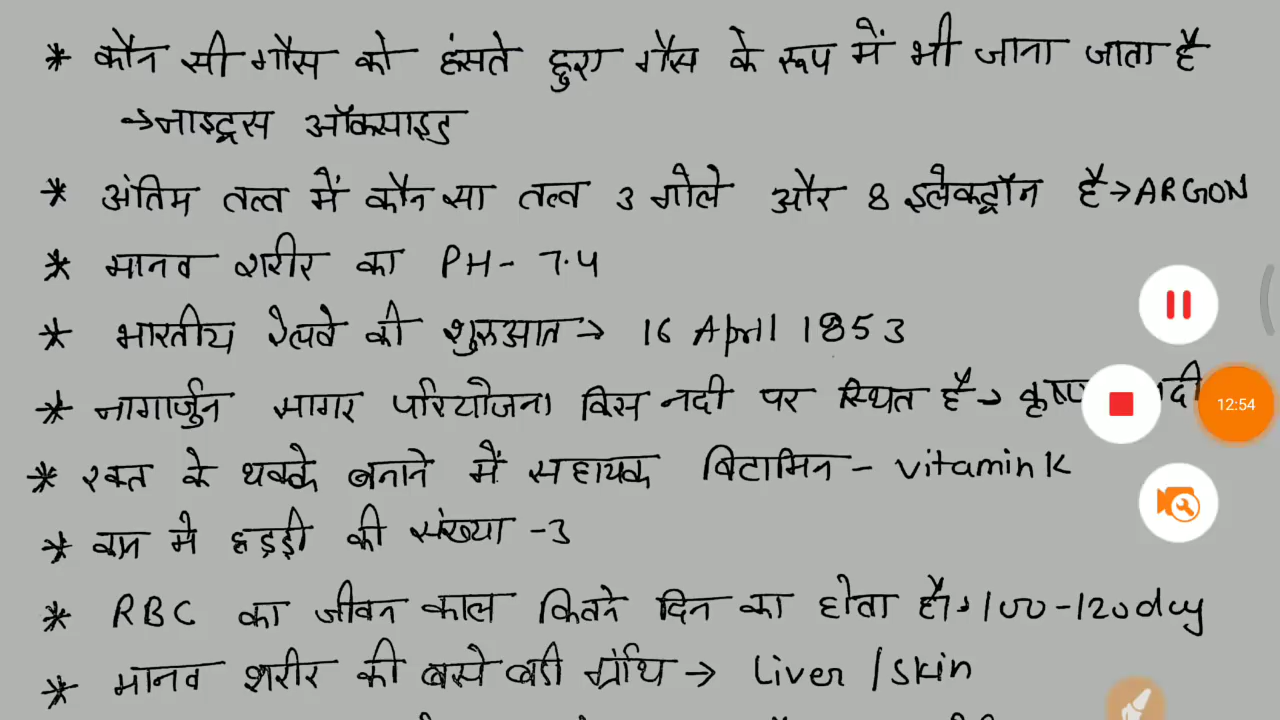 * कौन सी गैस को हंसते हुए गैस के रूप में भी जाना जाता है
→ नाइट्रस ऑक्साइड
* अंतिम तत्व में कौन सा तत्व 3 गोले और 8 इलेक्ट्रॉन है → ARGON
* मानव शरीर का PH - 7.4
* भारतीय रेलवे की शुरुआत → 16 April 1853
* नागार्जुन सागर परियोजना किस नदी पर स्थित है →
12:54
* रक्त के थक्के बनाने में सहायक विटामिन - vitamin K
* में हड्डी की संख्या - 3
* RBC का जीवन काल कितने दिन का होता है → 100-120 day
* मानव शरीर की बसे बडी ग्रंथि → Liver / skin